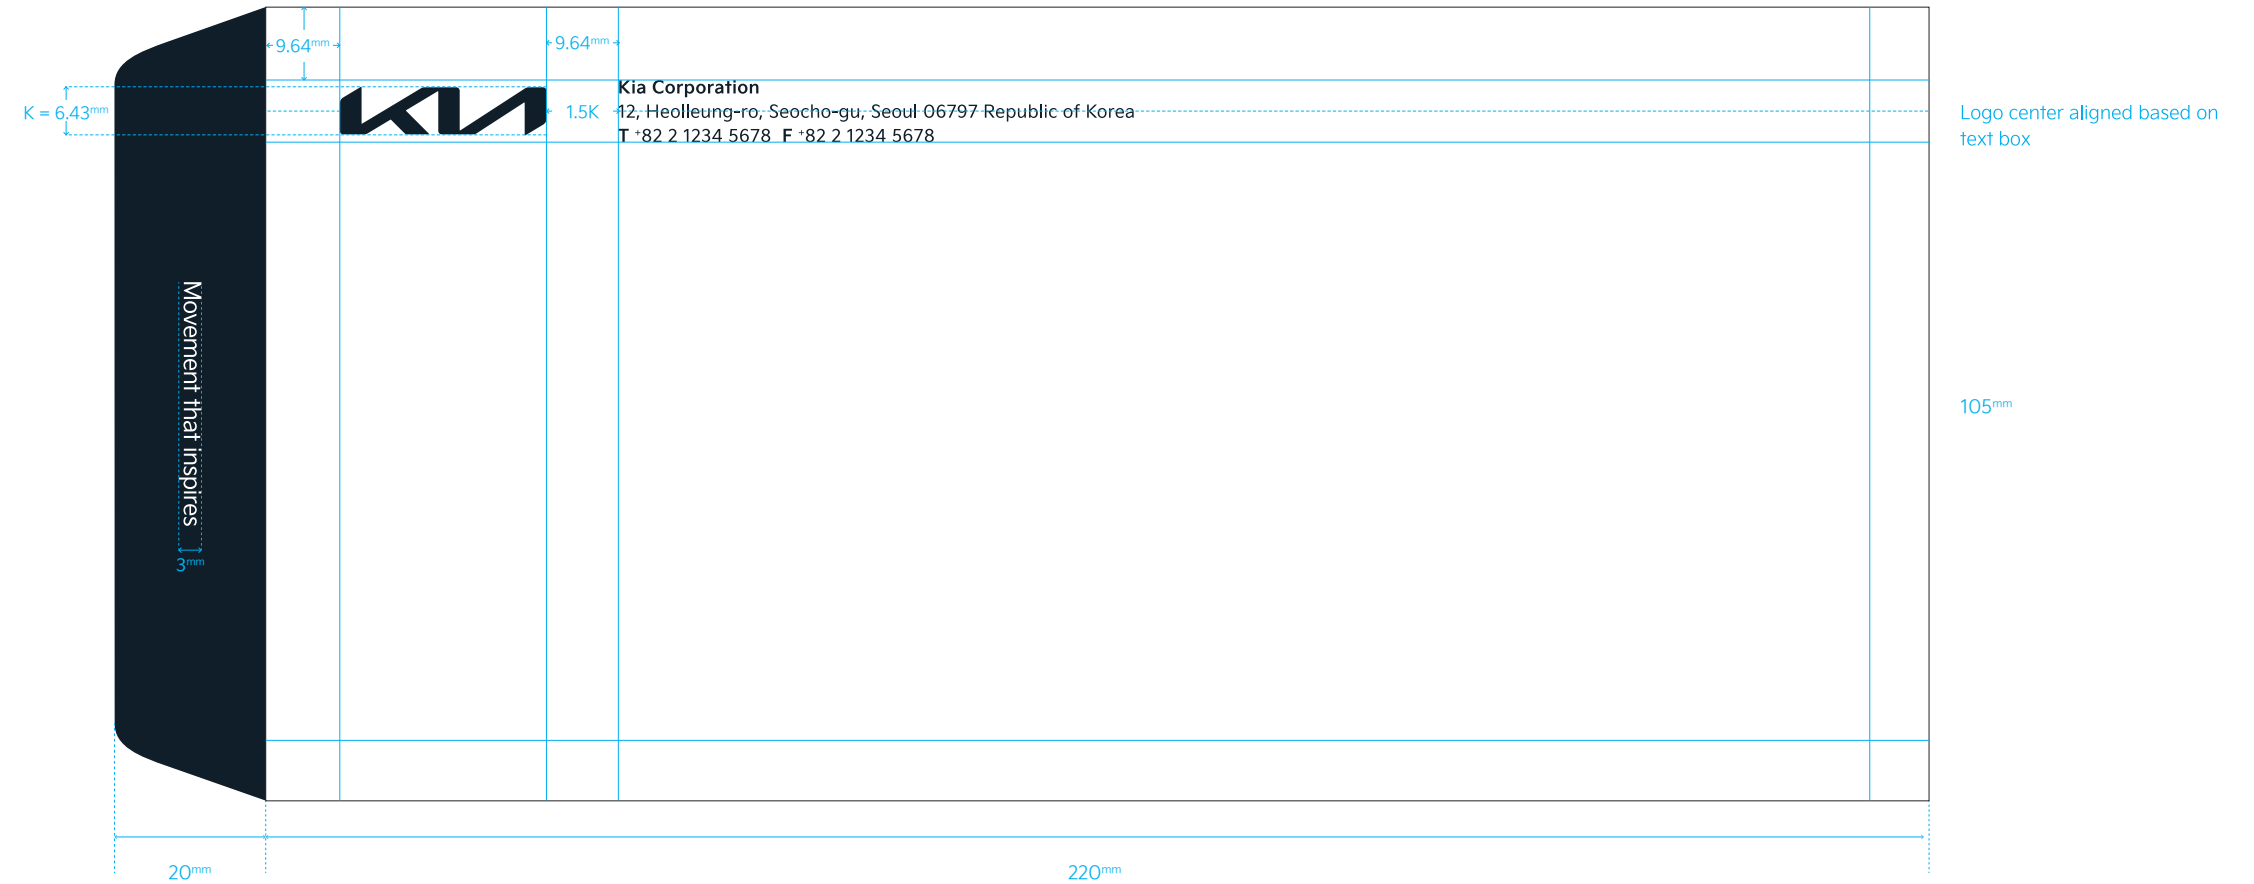 9.64mm
9.64mm
K = 6.43mm
KIA
1.5K
Kia Corporation
12, Heolleung-ro, Seocho-gu, Seoul 06797 Republic of Korea
T +82 2 1234 5678 F +82 2 1234 5678
Logo center aligned based on
text box
Movement that inspires
3mm
105mm
20mm
220mm